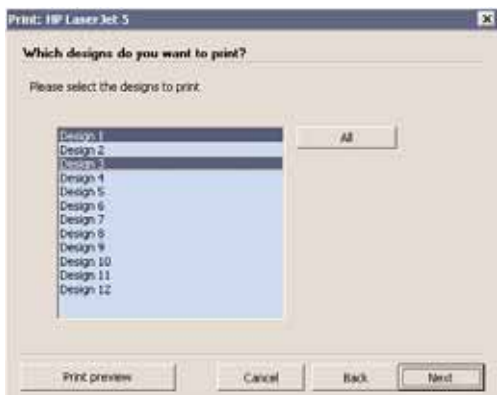 Print: HP LaserJet 5
Which designs do you want to print?
Please select the designs to print
All
Design 1
Design 2
Design 3
Design 4
Design 5
Design 6
Design 7
Design 8
Design 9
Design 10
Design 11
Design 12
Print preview
Cancel
Back
Next